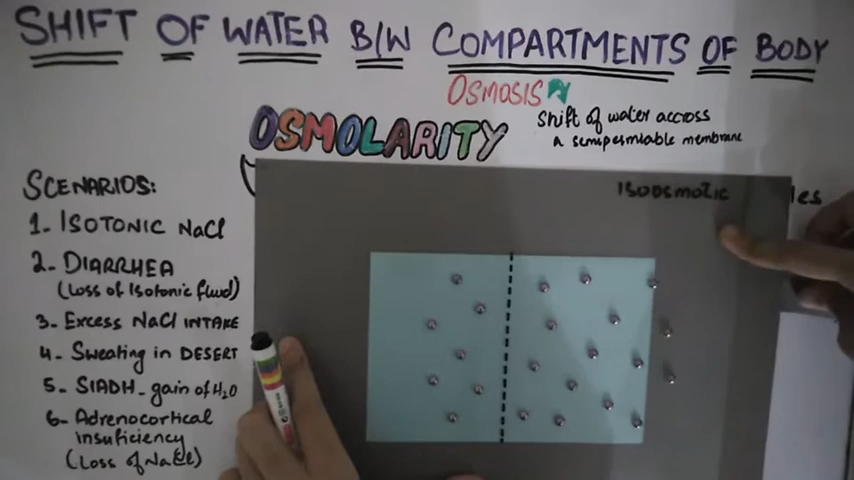 SHIFT OF WATER B/W COMPARTMENTS OF BODY
OSMOSIS
Shift of water accross
a semipermiable membrane
OSMOLARITY
SCENARIOS:
1- ISOTONIC NaCl
2- DIARRHEA
(Loss of Isotonic fluid)
3- Excess NaCl INTAKE
4- Sweating in DESERT
5- SIADH - gain of H2O
6- Adrenocortical
insuficiency
(Loss of NaCl)
ISOOSMOTIC
les